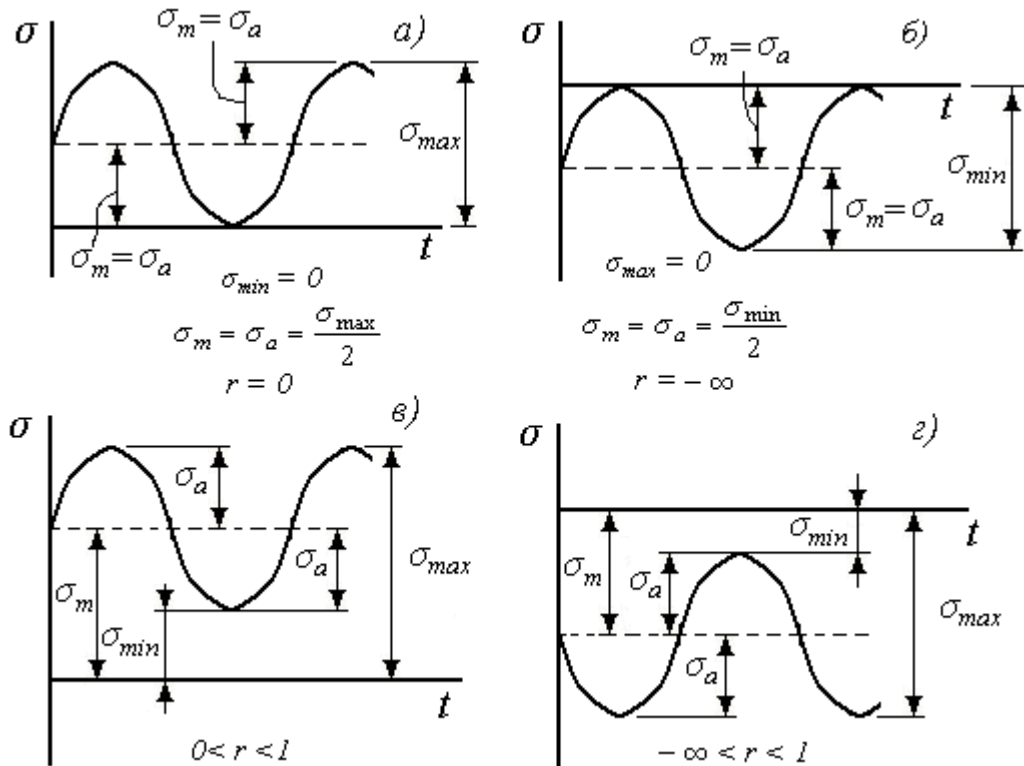 σ
σm = σa
а)
σmax
σm = σa
t
σmin = 0
σm = σa = σmax/2
r = 0
σ
б)
σm = σa
t
σmin
σm = σa
σmax = 0
σm = σa = σmin/2
r = – ∞
σ
в)
σa
σa
σmax
σm
σmin
t
0 < r < 1
σ
г)
t
σmin
σm
σa
σmax
σa
– ∞ < r < 1